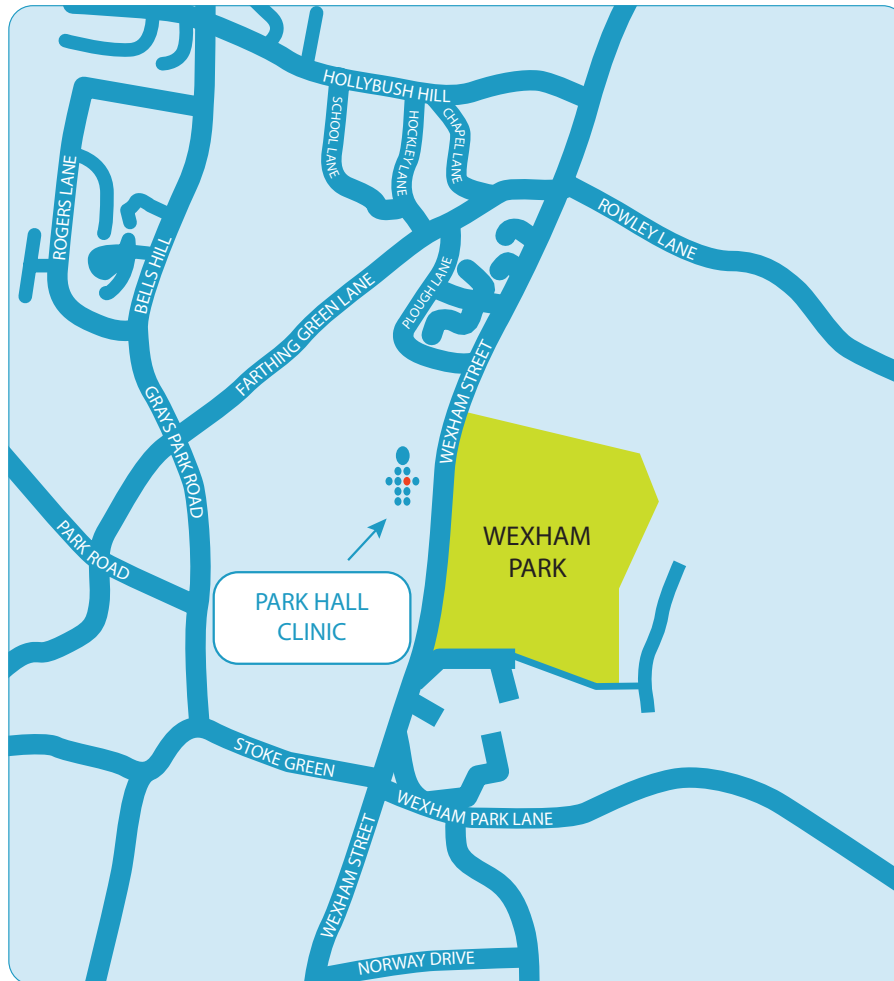 HOLLYBUSH HILL
SCHOOL LANE
HOCKLEY LANE
CHAPEL LANE
ROGERS LANE
BELLS HILL
ROWLEY LANE
PLOUGH LANE
FARTHING GREEN LANE
WEXHAM STREET
GRAYS PARK ROAD
PARK ROAD
WEXHAM
PARK
PARK HALL
CLINIC
STOKE GREEN
WEXHAM PARK LANE
WEXHAM STREET
NORWAY DRIVE